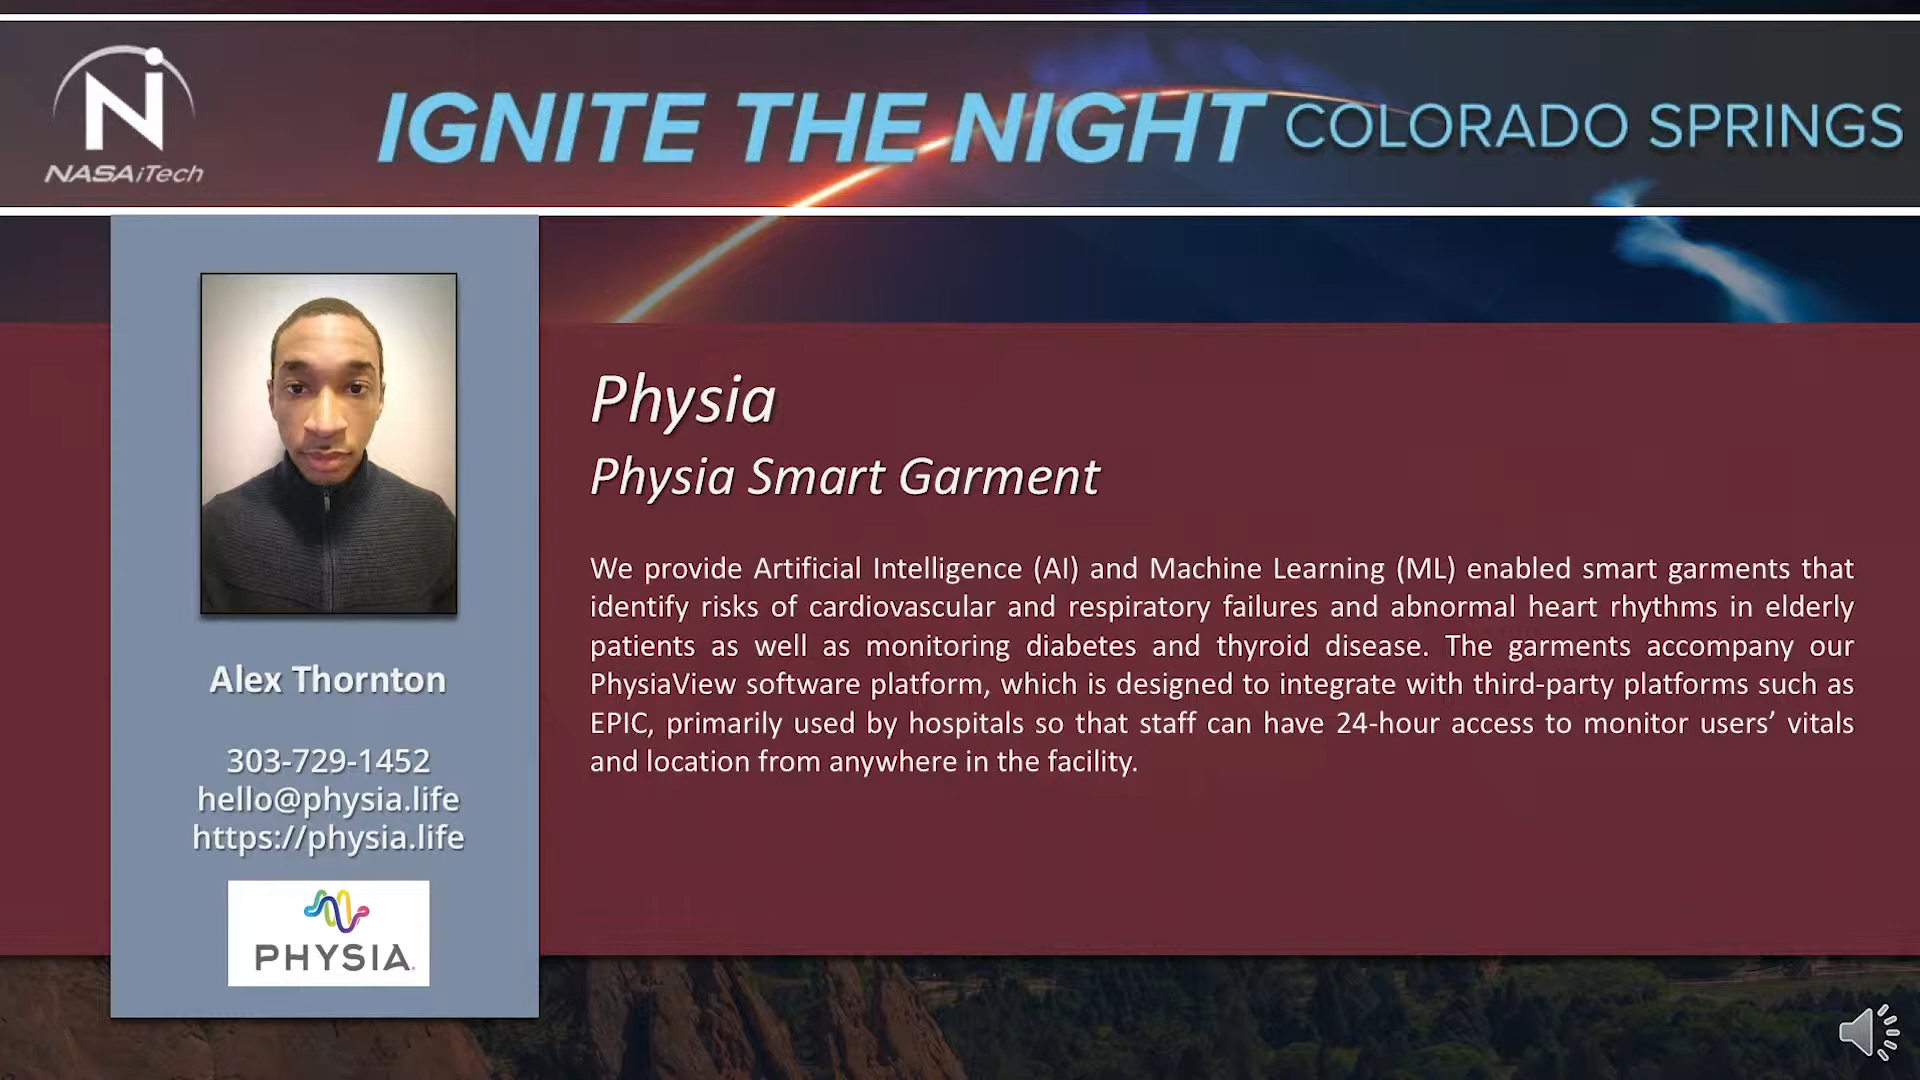 NASAiTech
IGNITE THE NIGHT COLORADO SPRINGS
Alex Thornton
303-729-1452
hello@physia.life
https://physia.life
PHYSIA
Physia
Physia Smart Garment
We provide Artificial Intelligence (AI) and Machine Learning (ML) enabled smart garments that
identify risks of cardiovascular and respiratory failures and abnormal heart rhythms in elderly
patients as well as monitoring diabetes and thyroid disease. The garments accompany our
PhysiaView software platform, which is designed to integrate with third-party platforms such as
EPIC, primarily used by hospitals so that staff can have 24-hour access to monitor users’ vitals
and location from anywhere in the facility.